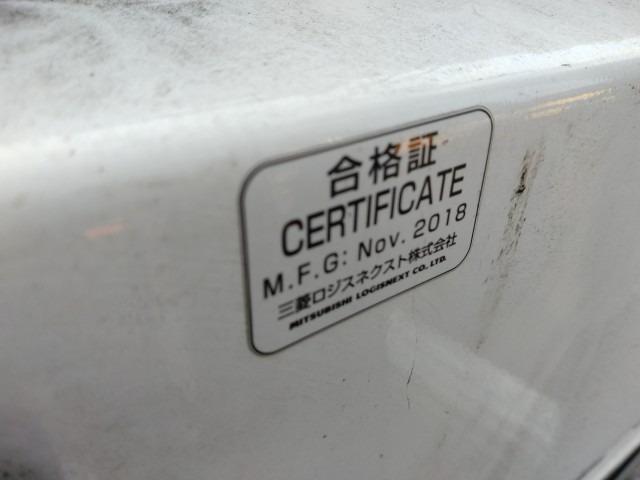 合格証
CERTIFICATE
M.F.G: Nov. 2018
三菱ロジスネクスト株式会社
MITSUBISHI LOGISNEXT CO., LTD.